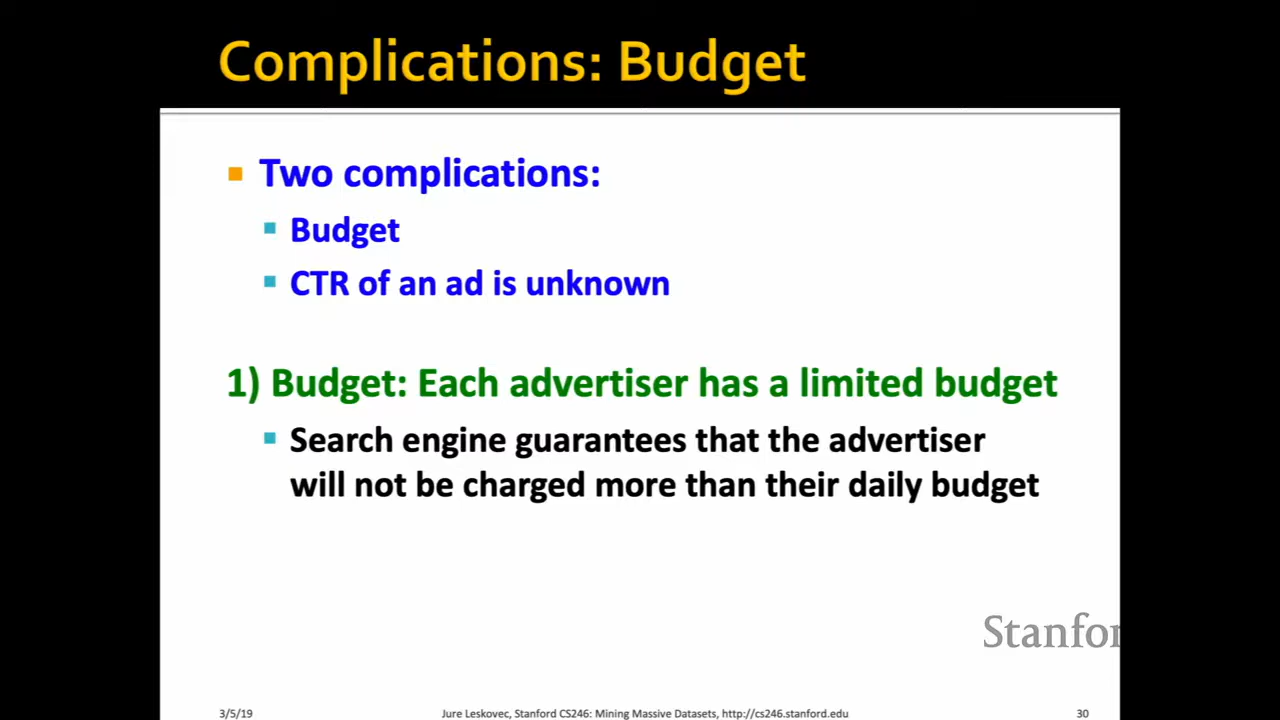 Complications: Budget
Two complications:
Budget
CTR of an ad is unknown
1) Budget: Each advertiser has a limited budget
Search engine guarantees that the advertiser
will not be charged more than their daily budget
Stanfor
3/5/19
Jure Leskovec, Stanford CS246: Mining Massive Datasets, http://cs246.stanford.edu
30